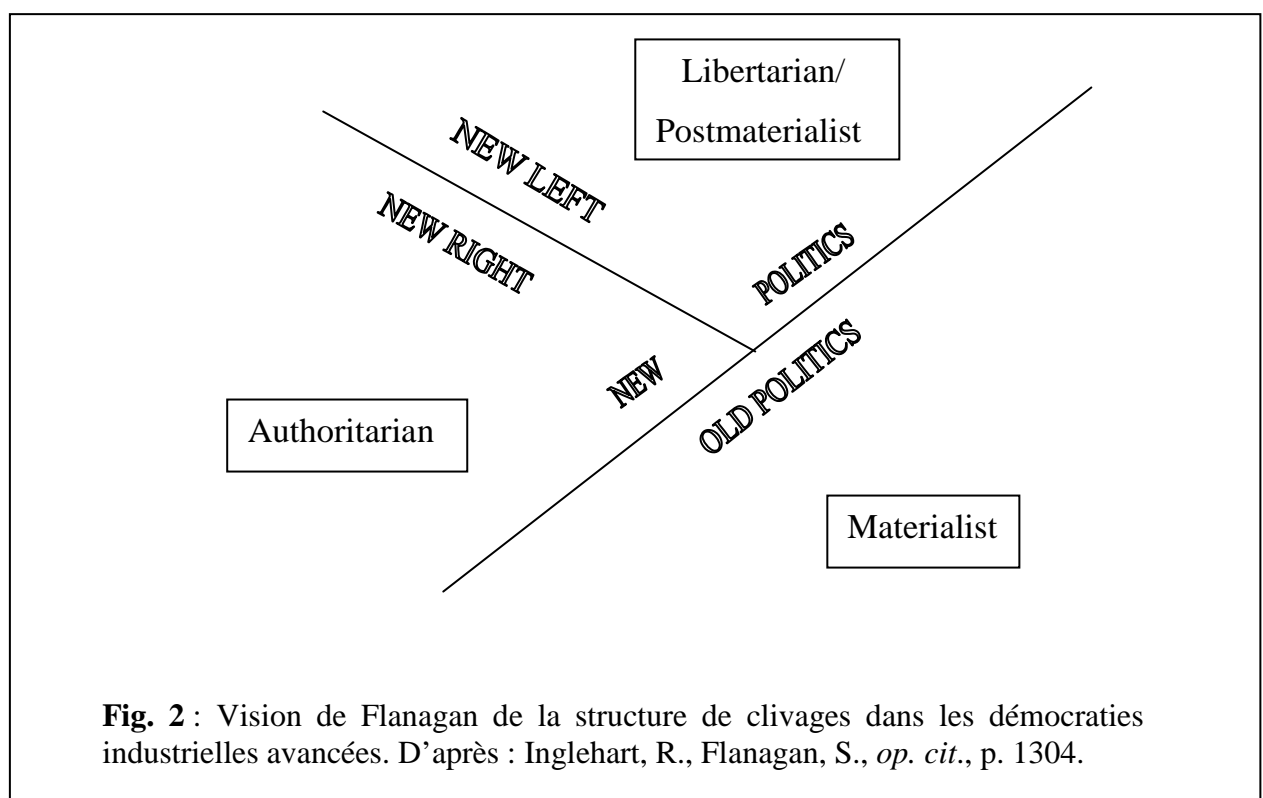 Libertarian/
Postmaterialist
NEW LEFT
NEW RIGHT
POLITICS
NEW
OLD POLITICS
Authoritarian
Materialist
Fig. 2 : Vision de Flanagan de la structure de clivages dans les démocraties
industrielles avancées. D’après : Inglehart, R., Flanagan, S., op. cit., p. 1304.